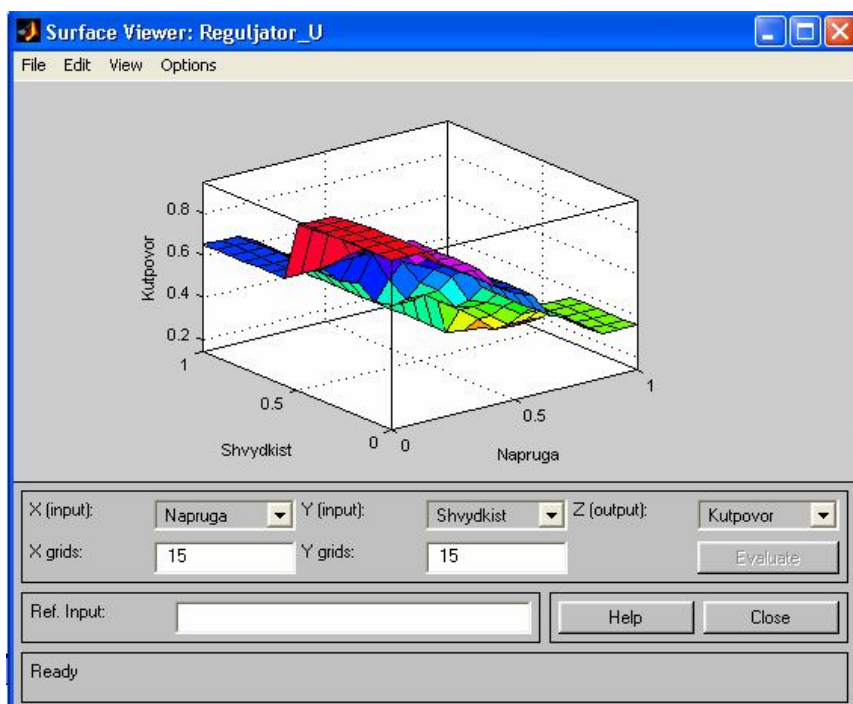 Surface Viewer: Reguljator_U
File Edit View Options
0.8
0.6
0.4
0.2
Kutpovor
1
0.5
0
Shvydkist
0
0.5
1
Napruga
X (input): Napruga Y (input): Shvydkist Z (output): Kutpovor
X grids: 15 Y grids: 15 Evaluate
Ref. Input: Help Close
Ready